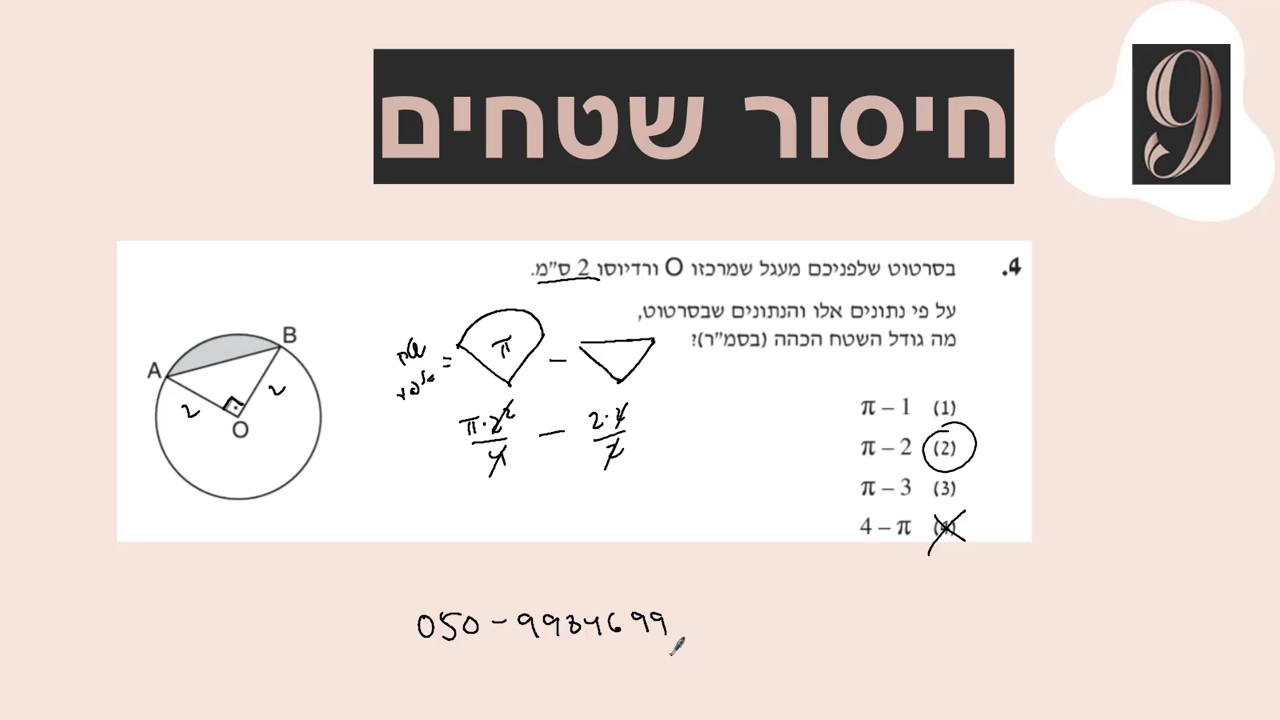 9
חיסור שטחים
4. בסרטוט שלפניכם מעגל שמרכזו O ורדיוסו 2 ס"מ.
על פי נתונים אלו והנתונים שבסרטוט,
מה גודל השטח הכהה (בסמ"ר)?
(1) π – 1
(2) π – 2
(3) π – 3
(4) 4 – π
A
B
O
2
2
= π –
π·2² / 4 – 2·2 / 2
050-9984699